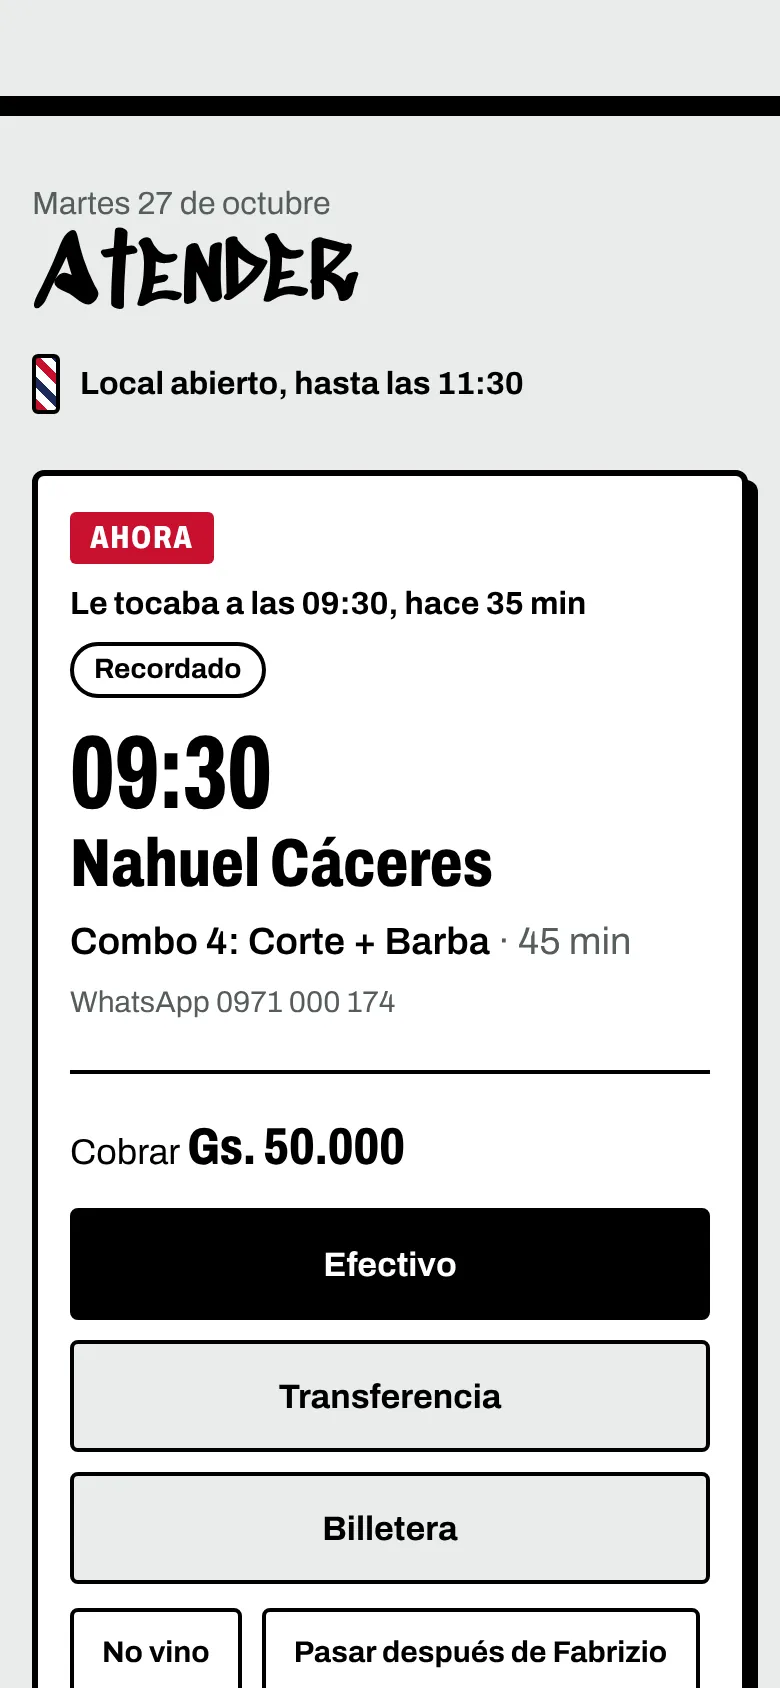 Martes 27 de octubre
ATENDER
Local abierto, hasta las 11:30
AHORA
Le tocaba a las 09:30, hace 35 min
Recordado
09:30
Nahuel Cáceres
Combo 4: Corte + Barba · 45 min
WhatsApp 0971 000 174
Cobrar Gs. 50.000
Efectivo
Transferencia
Billetera
No vino
Pasar después de Fabrizio